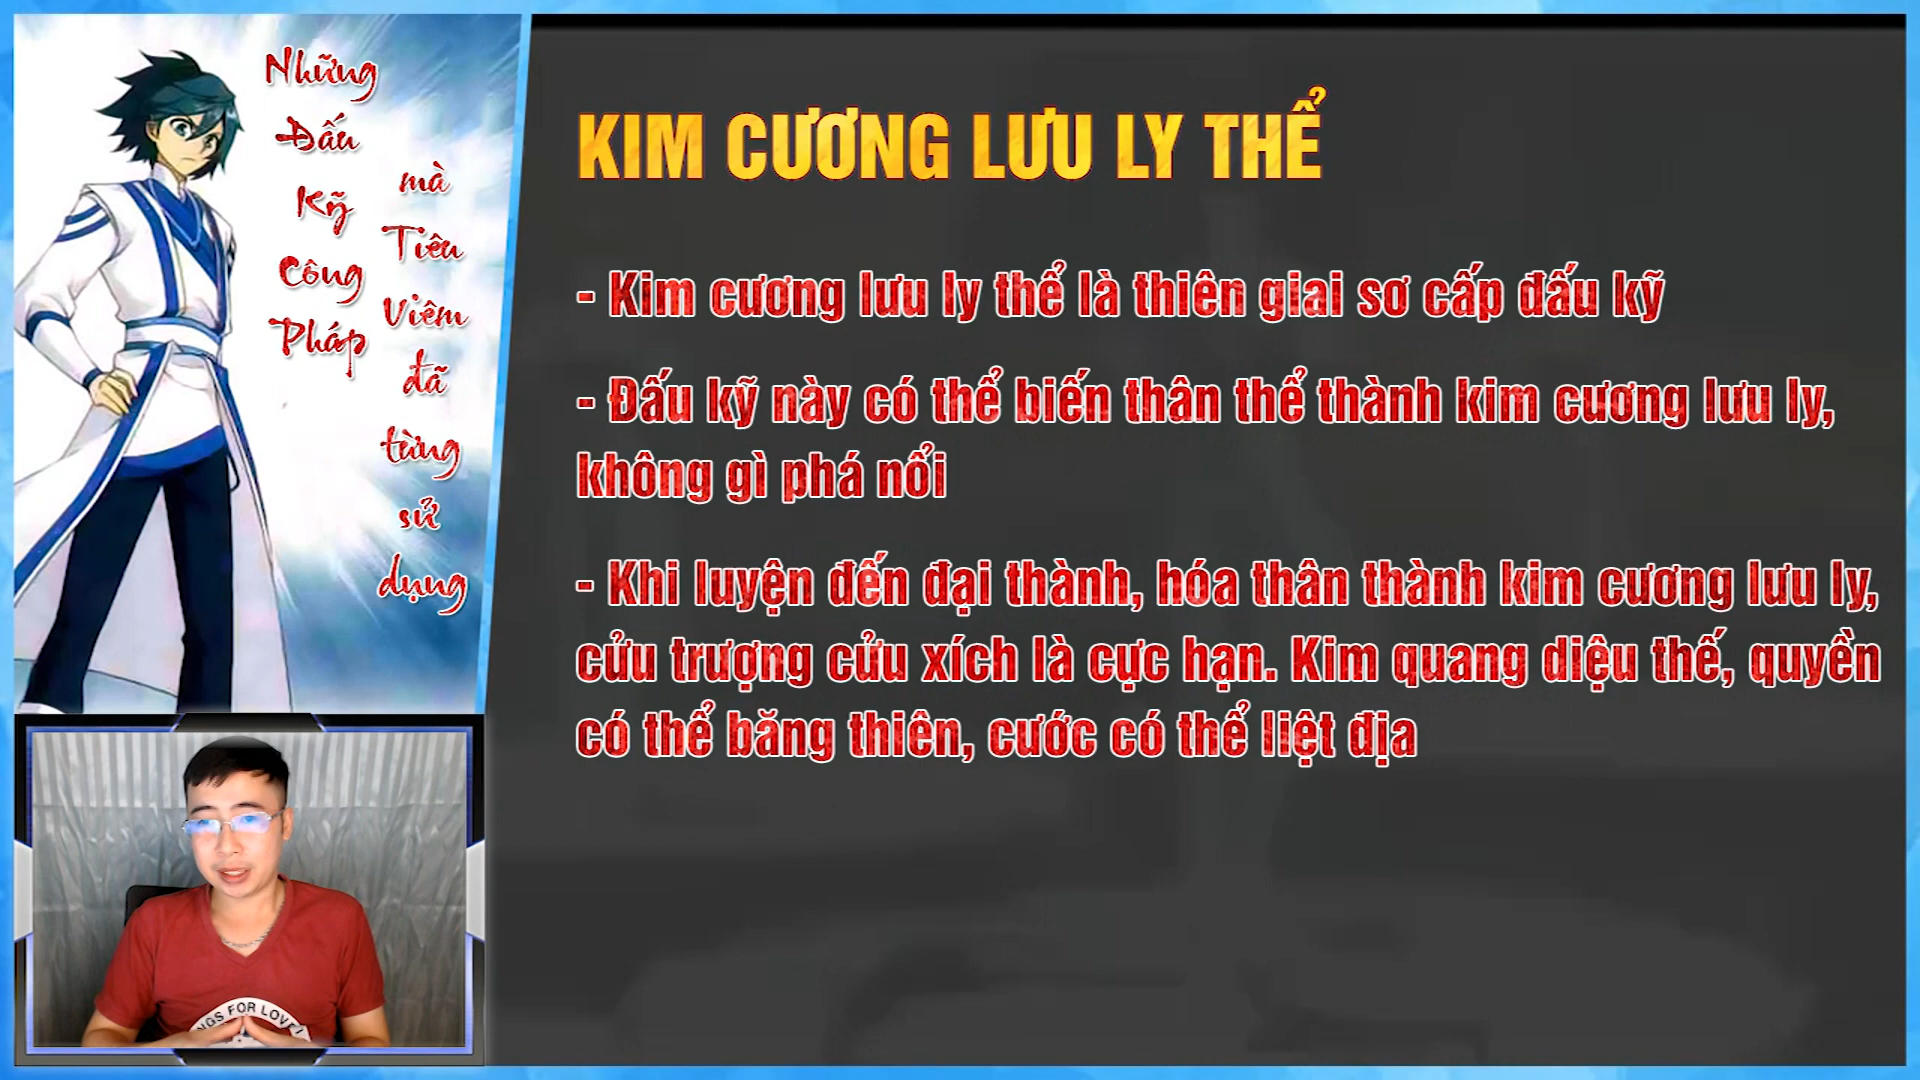 Những
Đấu
Kỹ
Công
Pháp
mà
Tiêu
Viêm
đã
từng
sử
dụng
KIM CƯƠNG LƯU LY THỂ
- Kim cương lưu ly thể là thiên giai sơ cấp đấu kỹ
- Đấu kỹ này có thể biến thân thể thành kim cương lưu ly,
không gì phá nổi
- Khi luyện đến đại thành, hóa thân thành kim cương lưu ly,
cửu trượng cửu xích là cực hạn. Kim quang diệu thế, quyền
có thể băng thiên, cước có thể liệt địa
NGS FOR LOVE